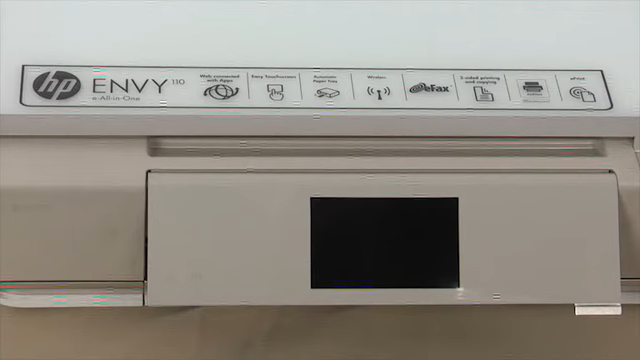 hp ENVY 110
e-All-in-One
Web connected
with Apps
Easy Touchscreen
Automatic
Paper Tray
Wireless
eFax
2-sided printing
and copying
ePrint